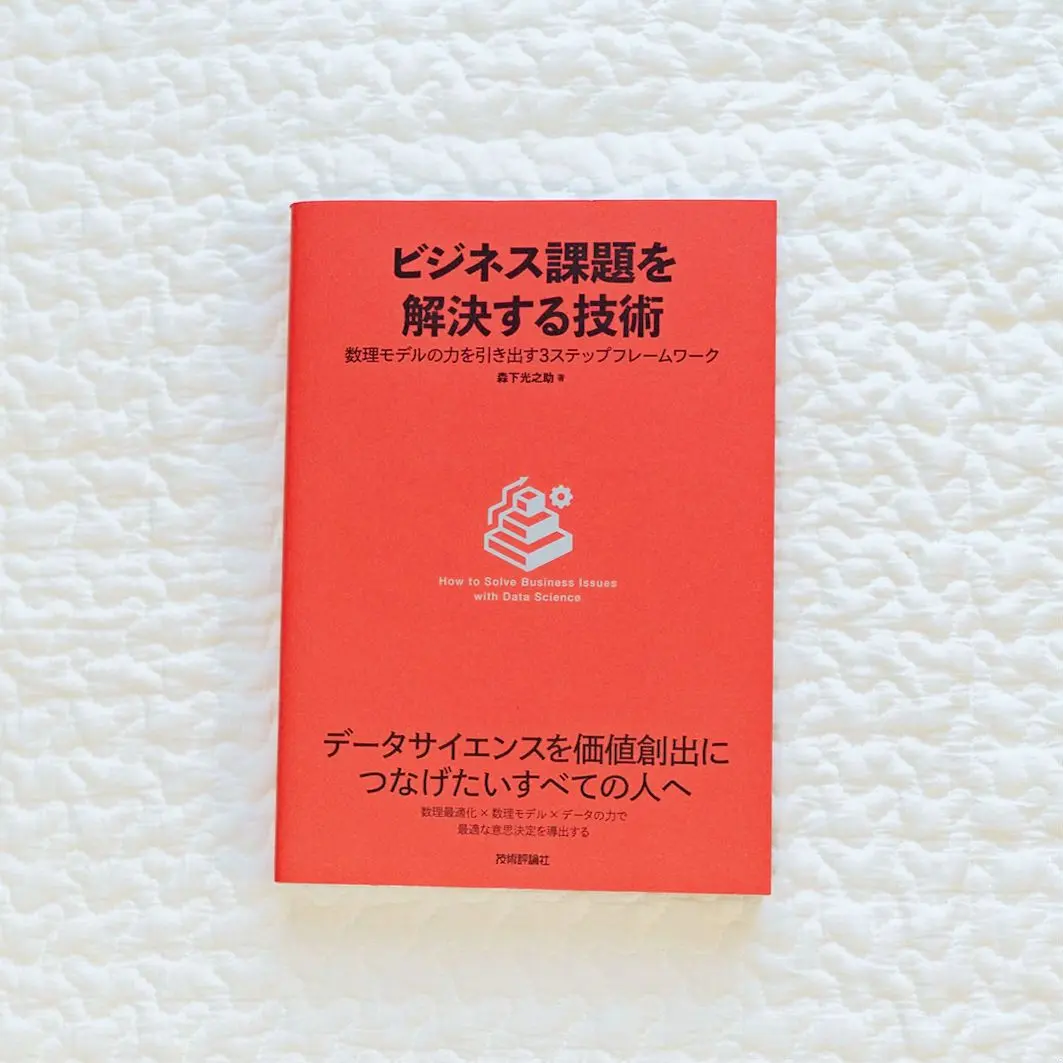 ビジネス課題を
解決する技術
数理モデルの力を引き出す3ステップフレームワーク
森下光之助 著
How to Solve Business Issues
with Data Science
データサイエンスを価値創出に
つなげたいすべての人へ
数理最適化×数理モデル×データの力で
最適な意思決定を導出する
技術評論社